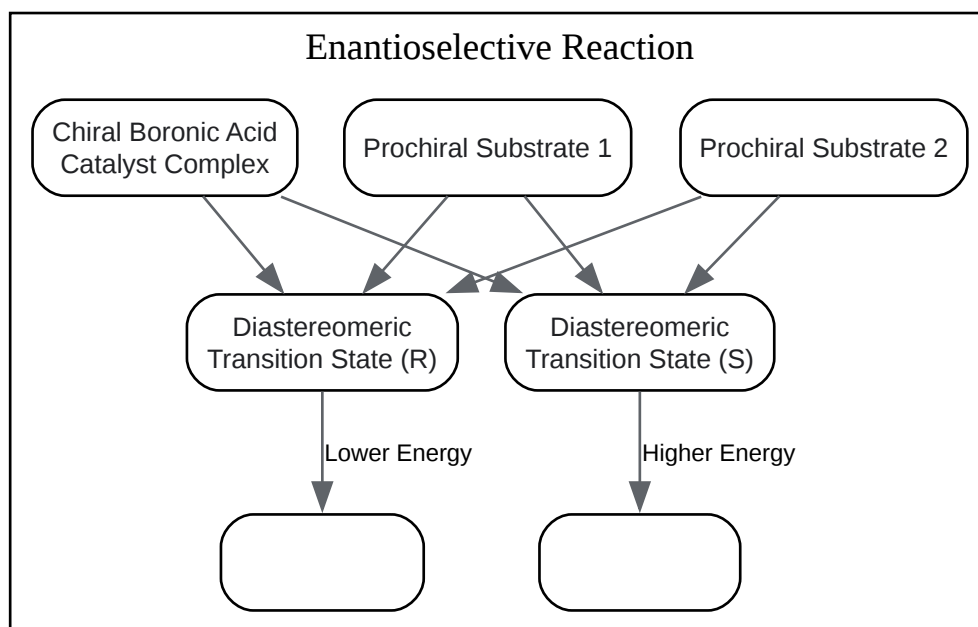 Enantioselective Reaction
Chiral Boronic Acid
Catalyst Complex
Prochiral Substrate 1
Prochiral Substrate 2
Diastereomeric
Transition State (R)
Diastereomeric
Transition State (S)
Lower Energy
Higher Energy